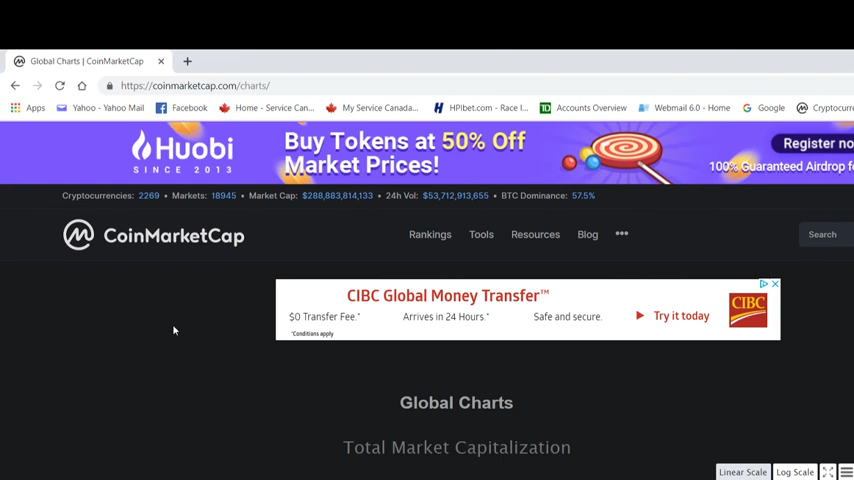 Global Charts | CoinMarketCap
https://coinmarketcap.com/charts/
Apps Yahoo - Yahoo Mail Facebook Home - Service Can... My Service Canada... HPIbet.com - Race I... TD Accounts Overview Webmail 6.0 - Home Google Cryptocurre
Huobi
SINCE 2013
Buy Tokens at 50% Off
Market Prices!
Register no
100% Guaranteed Airdrop fo
Cryptocurrencies: 2269 • Markets: 18945 • Market Cap: $288,883,814,133 • 24h Vol: $53,712,913,655 • BTC Dominance: 57.5%
CoinMarketCap
Rankings Tools Resources Blog •••
Search
CIBC Global Money Transfer™
$0 Transfer Fee.* Arrives in 24 Hours.* Safe and secure.
*Conditions apply
Try it today
CIBC
Global Charts
Total Market Capitalization
Linear Scale Log Scale